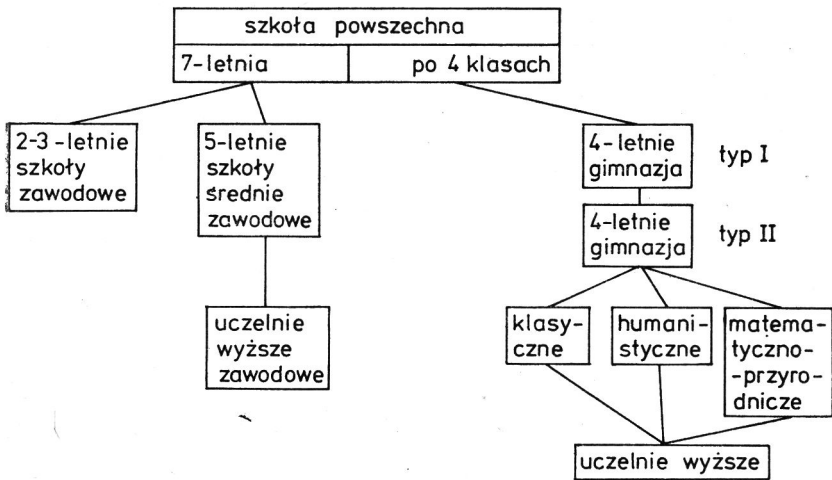 szkoła powszechna
7-letnia
po 4 klasach
2-3-letnie
szkoły
zawodowe
5-letnie
szkoły
średnie
zawodowe
4-letnie
gimnazja
typ I
4-letnie
gimnazja
typ II
uczelnie
wyższe
zawodowe
klasy-
czne
humani-
styczne
matema-
tyczno-
-przyro-
dnicze
uczelnie wyższe